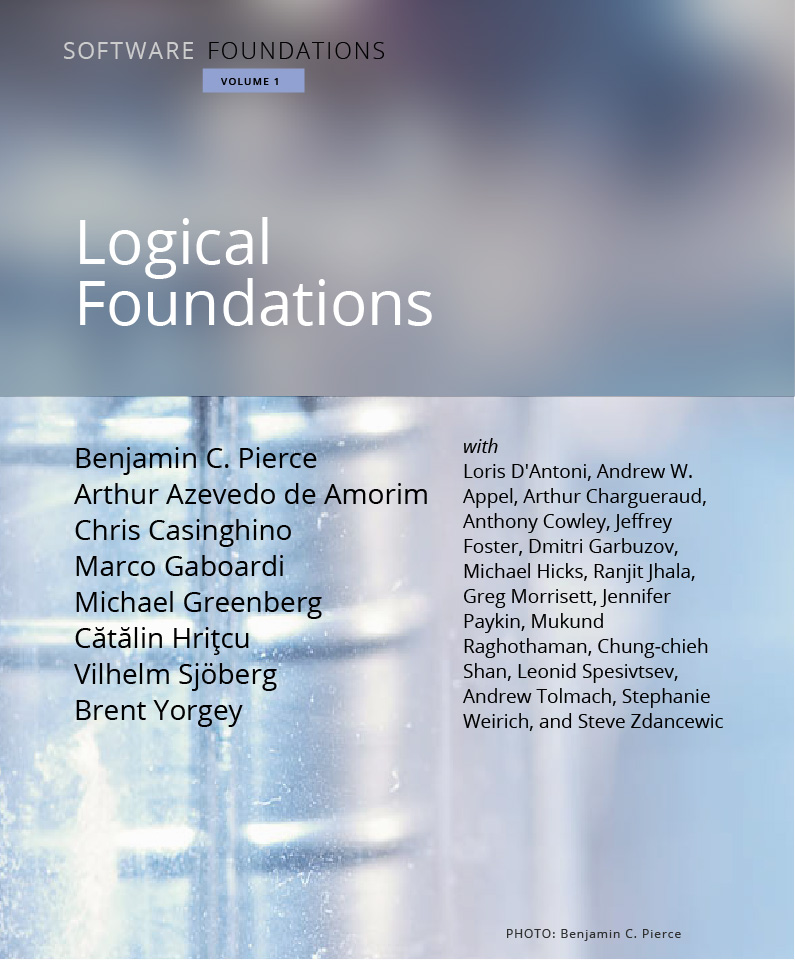 SOFTWARE FOUNDATIONS
VOLUME 1
Logical
Foundations
Benjamin C. Pierce
Arthur Azevedo de Amorim
Chris Casinghino
Marco Gaboardi
Michael Greenberg
Cătălin Hriţcu
Vilhelm Sjöberg
Brent Yorgey
with
Loris D'Antoni, Andrew W.
Appel, Arthur Chargueraud,
Anthony Cowley, Jeffrey
Foster, Dmitri Garbuzov,
Michael Hicks, Ranjit Jhala,
Greg Morrisett, Jennifer
Paykin, Mukund
Raghothaman, Chung-chieh
Shan, Leonid Spesivtsev,
Andrew Tolmach, Stephanie
Weirich, and Steve Zdancewic
PHOTO: Benjamin C. Pierce